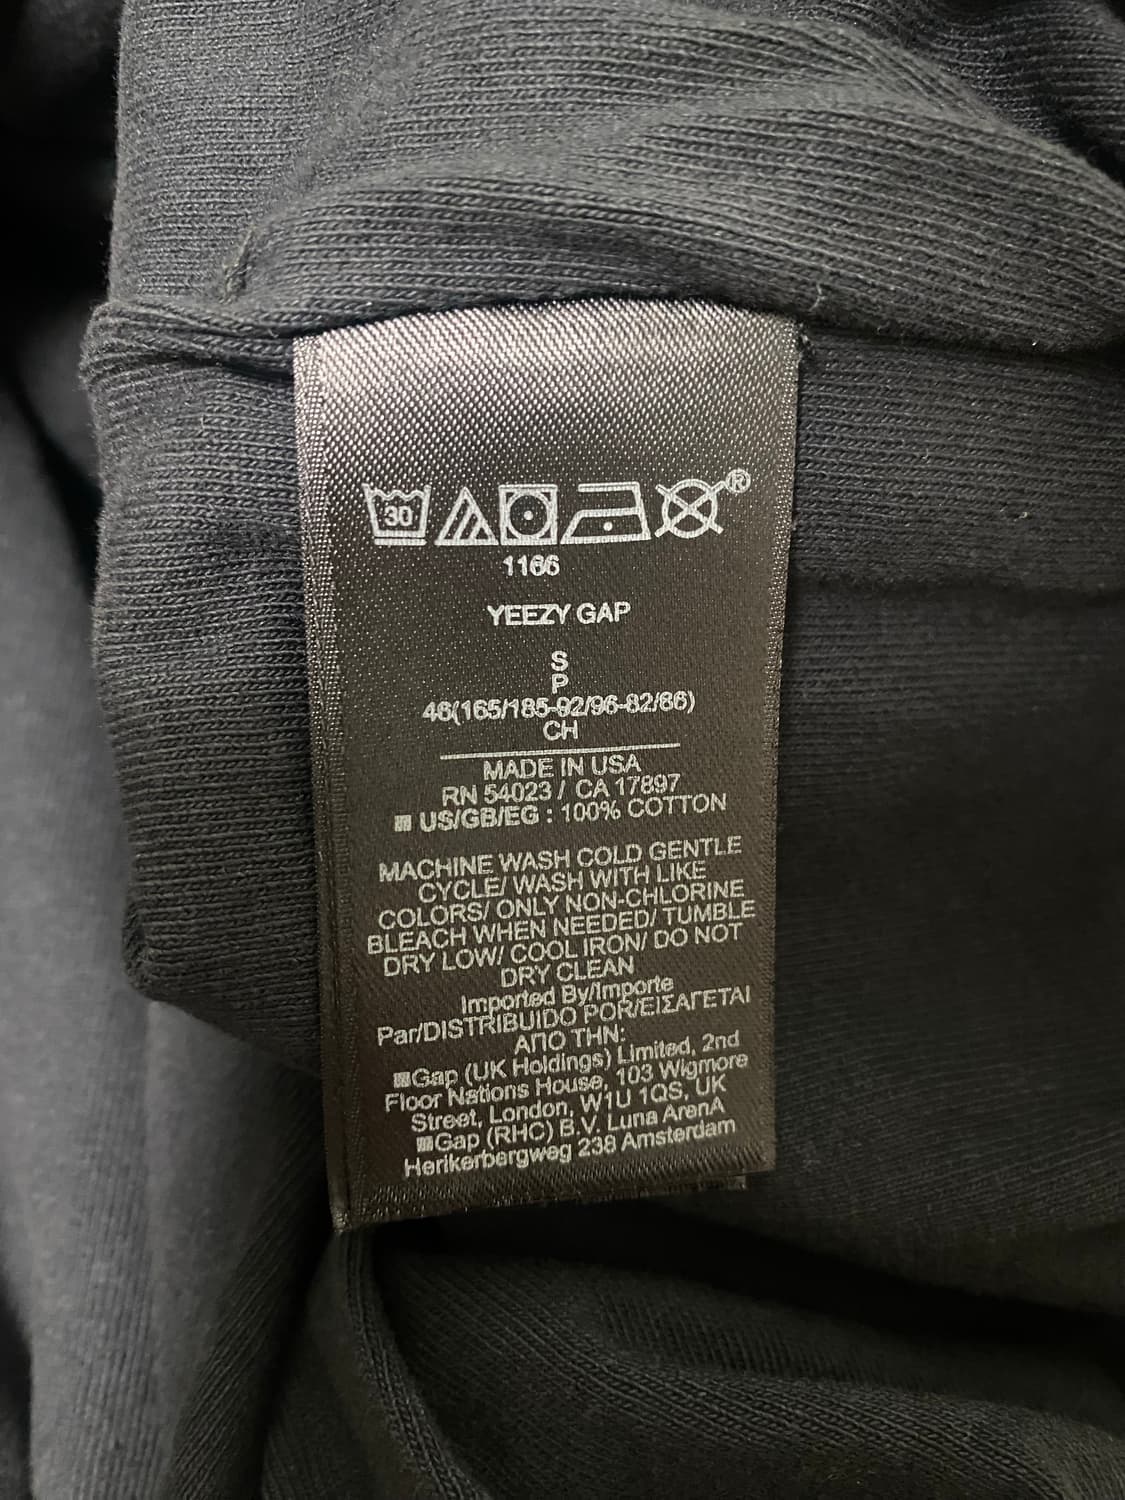 30
®
1166
YEEZY GAP
S
P
46(165/185-92/96-82/86)
CH
MADE IN USA
RN 54023 / CA 17897
US/GB/EG : 100% COTTON
MACHINE WASH COLD GENTLE
CYCLE/ WASH WITH LIKE
COLORS/ ONLY NON-CHLORINE
BLEACH WHEN NEEDED/ TUMBLE
DRY LOW/ COOL IRON/ DO NOT
DRY CLEAN
Imported By/Importe
Par/DISTRIBUIDO POR/ΕΙΣΑΓΕΤΑΙ
ΑΠΟ ΤΗΝ:
Gap (UK Holdings) Limited, 2nd
Floor Nations House, 103 Wigmore
Street, London, W1U 1QS, UK
Gap (RHC) B.V. Luna ArenA
Herikerbergweg 238 Amsterdam